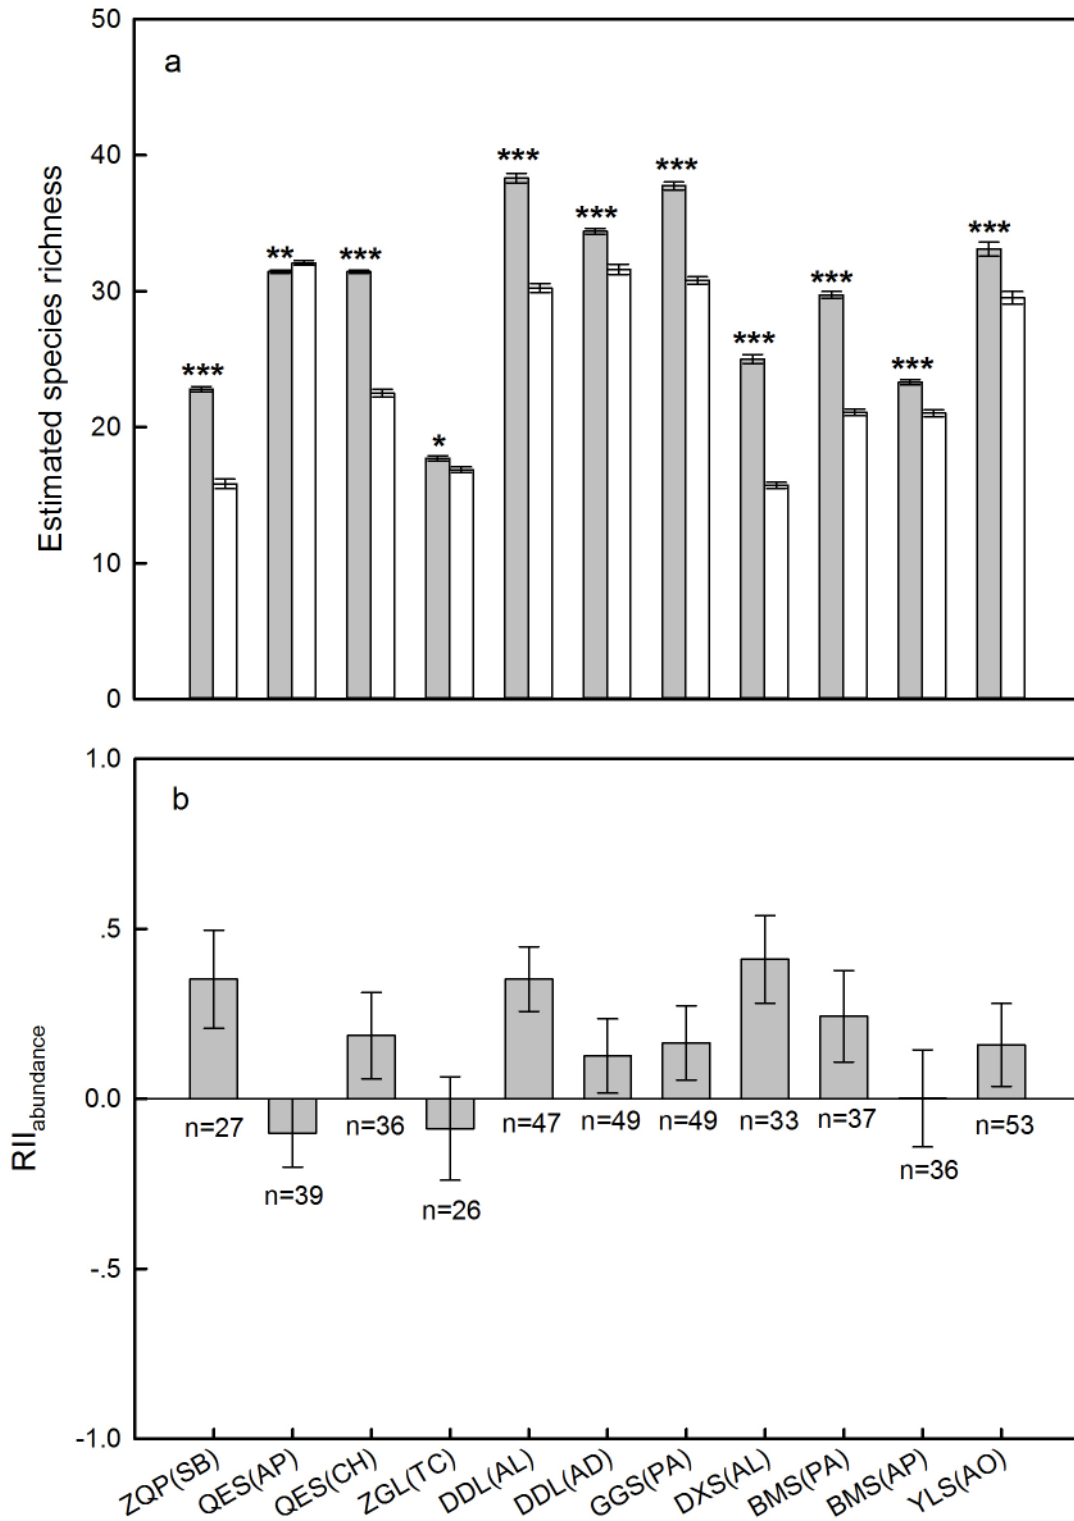 50
a
40
30
20
10
0
Estimated species richness
***
**
***
*
***
***
***
***
***
***
***
1.0
b
.5
0.0
-.5
-1.0
RIIabundance
n=27
n=39
n=36
n=26
n=47
n=49
n=49
n=33
n=37
n=36
n=53
ZQP(SB)
QES(AP)
QES(CH)
ZGL(TC)
DDL(AL)
DDL(AD)
GGS(PA)
DXS(AL)
BMS(PA)
BMS(AP)
YLS(AO)